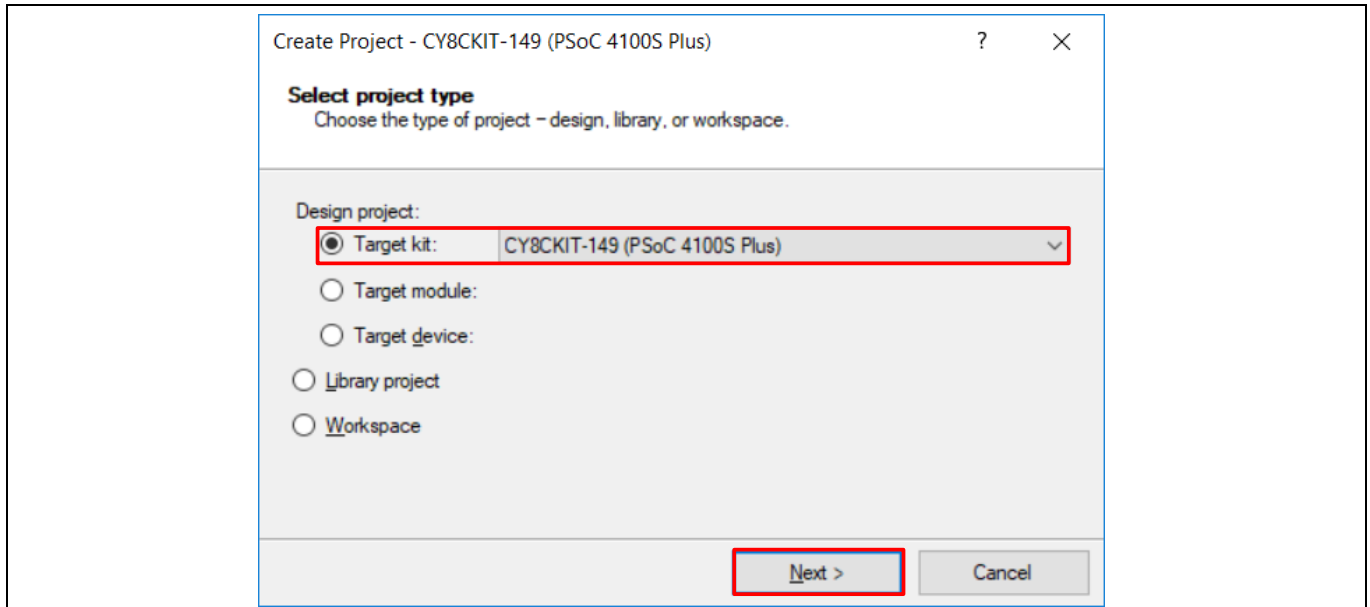 Create Project - CY8CKIT-149 (PSoC 4100S Plus) ?
Select project type
Choose the type of project – design, library, or workspace.
Design project:
Target kit: CY8CKIT-149 (PSoC 4100S Plus)
Target module:
Target device:
Library project
Workspace
Next > Cancel